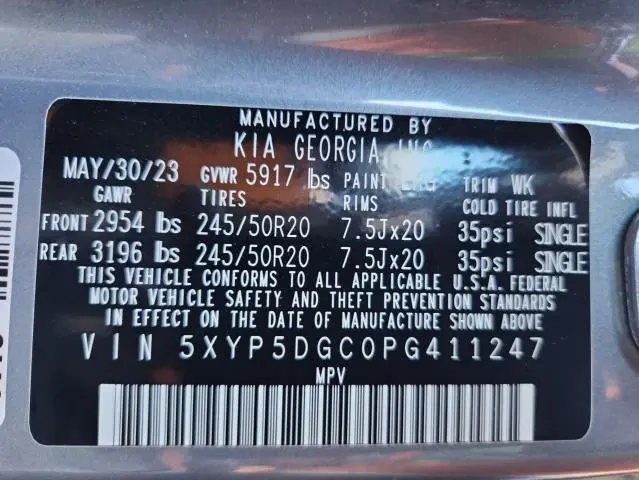 MANUFACTURED BY
KIA GEORGIA, INC
MAY/30/23 GVWR 5917 lbs PAINT TRIM WK
GAWR TIRES RIMS COLD TIRE INFL
FRONT 2954 lbs 245/50R20 7.5Jx20 35psi SINGLE
REAR 3196 lbs 245/50R20 7.5Jx20 35psi SINGLE
THIS VEHICLE CONFORMS TO ALL APPLICABLE U.S.A. FEDERAL
MOTOR VEHICLE SAFETY AND THEFT PREVENTION STANDARDS
IN EFFECT ON THE DATE OF MANUFACTURE SHOWN ABOVE
VIN 5XYP5DGC0PG411247
MPV